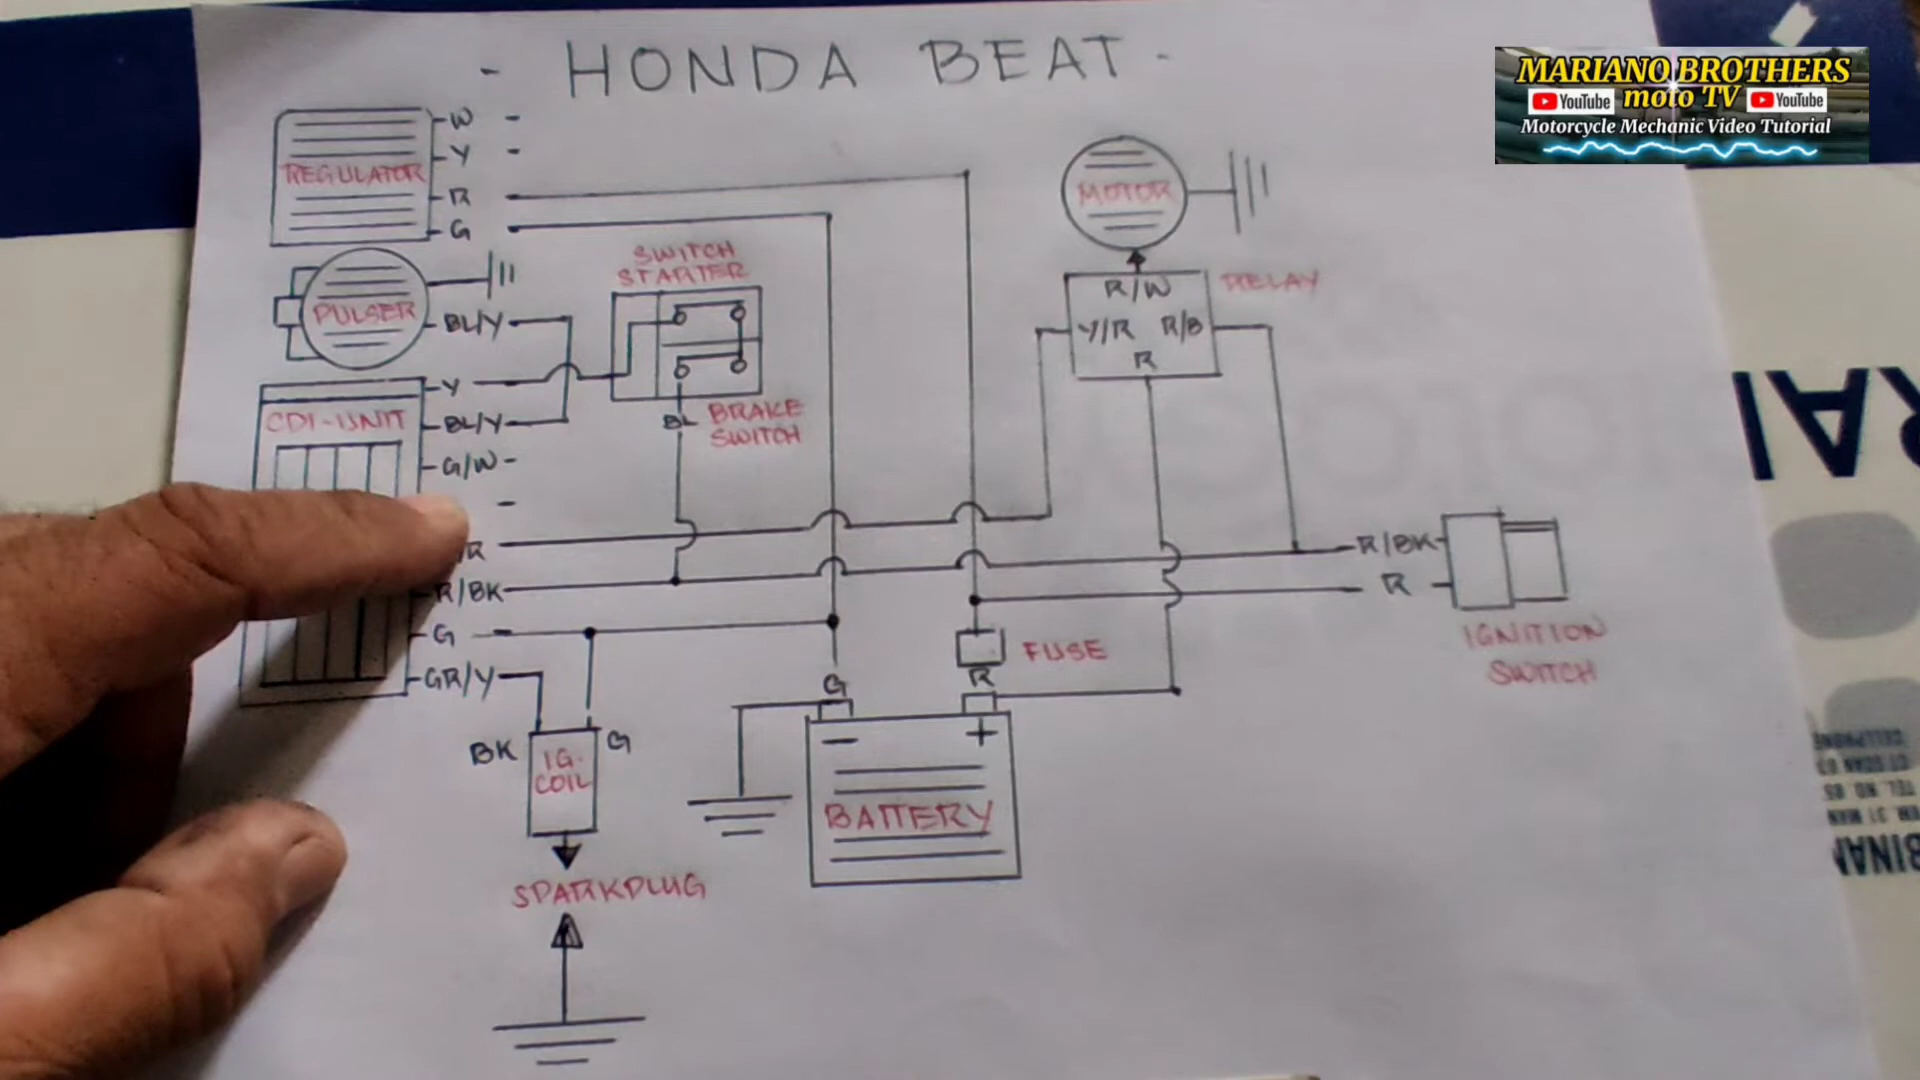 - HONDA BEAT -
MARIANO BROTHERS
YouTube moto TV YouTube
Motorcycle Mechanic Video Tutorial
REGULATOR
W -
Y -
R
G
PULSER
BL/Y
SWITCH
STARTER
BL
BRAKE
SWITCH
MOTOR
RELAY
R/W
Y/R R/B
R
CDI-UNIT
Y
BL/Y
G/W -
-
/R
R/BK
G
GR/Y
R/BK
R
IGNITION
SWITCH
FUSE
R
G
- +
BATTERY
BK
G
IG.
COIL
SPARKPLUG
RAI